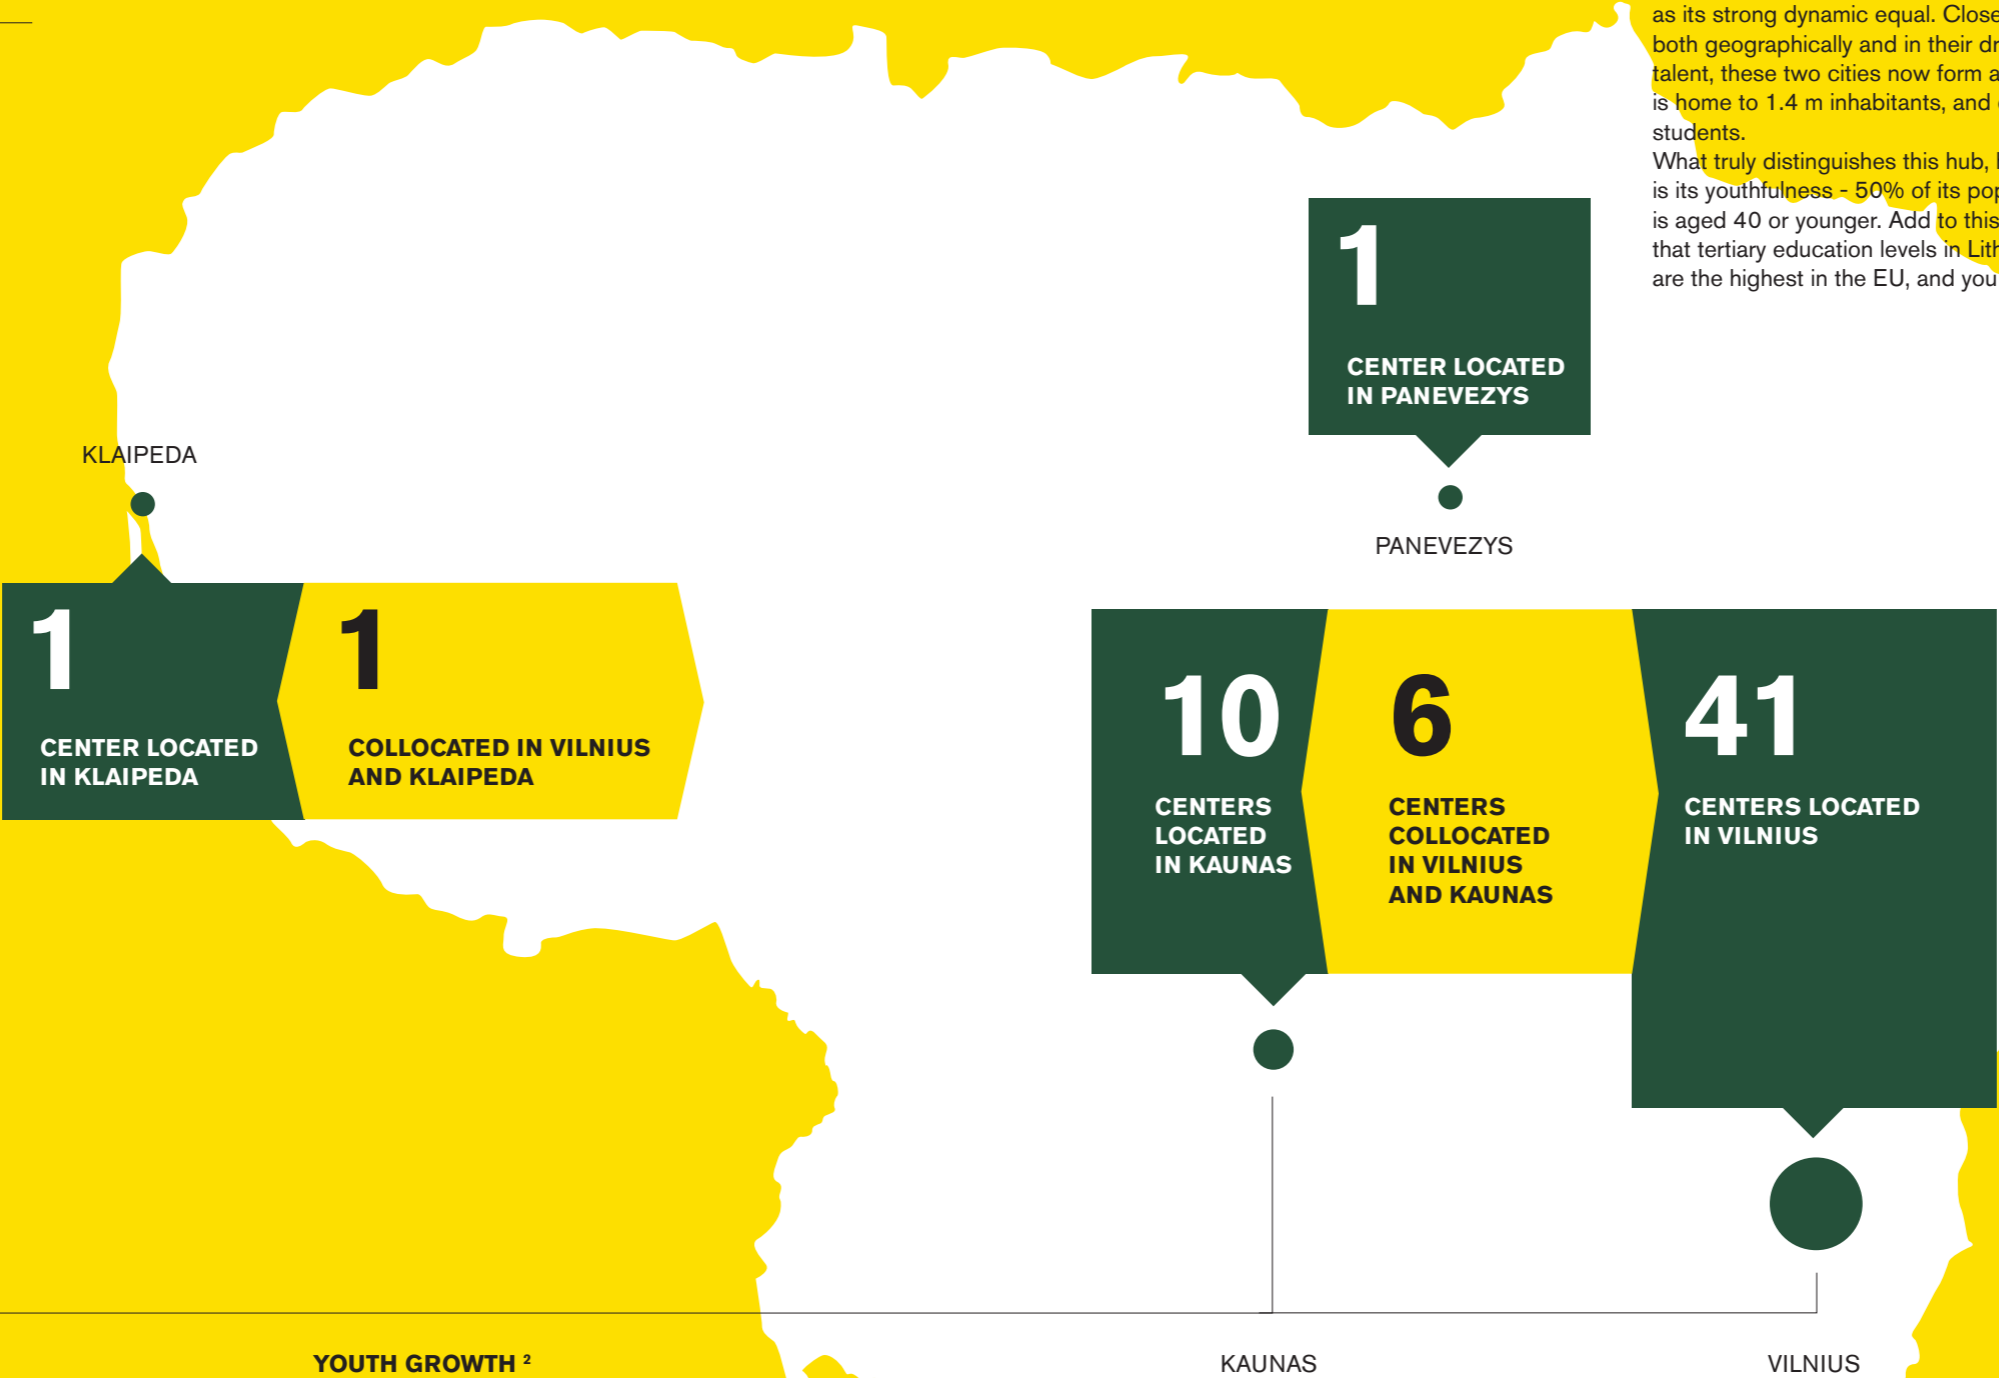 as its strong dynamic equal. Close
both geographically and in their
talent, these two cities now form a
is home to 1.4 m inhabitants, and
students.
What truly distinguishes this hub,
is its youthfulness - 50% of its
is aged 40 or younger. Add to this
that tertiary education levels in
are the highest in the EU, and you
1
CENTER LOCATED
IN PANEVEZYS
KLAIPEDA
PANEVEZYS
1
CENTER LOCATED
IN KLAIPEDA
1
COLLOCATED IN VILNIUS
AND KLAIPEDA
10
CENTERS
LOCATED
IN KAUNAS
6
CENTERS
COLLOCATED
IN VILNIUS
AND KAUNAS
41
CENTERS LOCATED
IN VILNIUS
YOUTH GROWTH ²
KAUNAS
VILNIUS